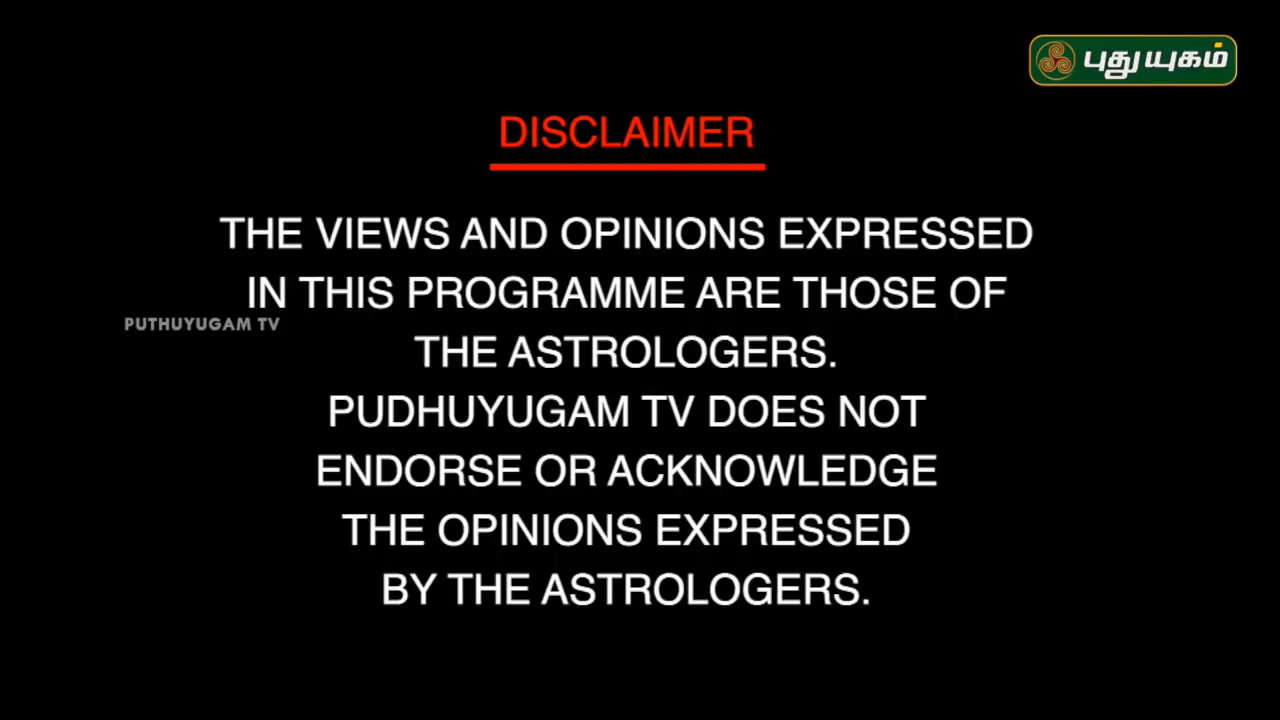 புதுயுகம்
DISCLAIMER
THE VIEWS AND OPINIONS EXPRESSED
IN THIS PROGRAMME ARE THOSE OF
PUTHUYUGAM TV
THE ASTROLOGERS.
PUDHUYUGAM TV DOES NOT
ENDORSE OR ACKNOWLEDGE
THE OPINIONS EXPRESSED
BY THE ASTROLOGERS.